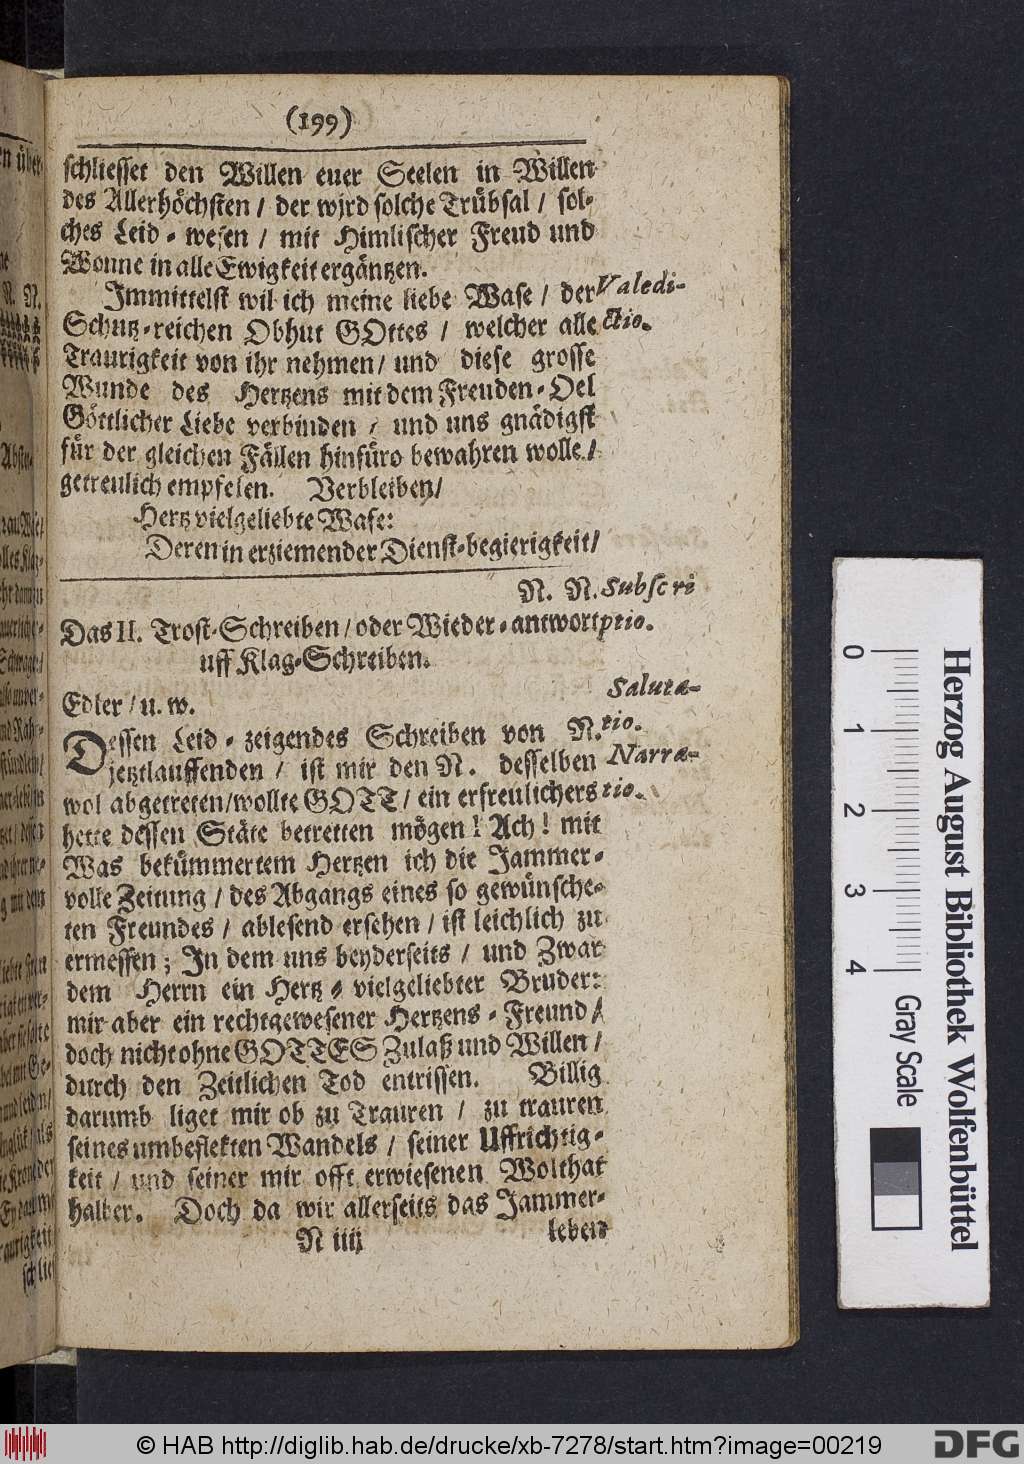 (199)
schliesset den Willen euer Seelen in Willen
des Allerhöchsten / der wird solche Trübsal / sol-
ches Leid-wesen / mit Himlischer Freud und
Wonne in alle Ewigkeit ergäntzen.
Immittelst wil ich meine liebe Wase / der Valedi-
Schutz-reichen Obhut GOttes / welcher alle ctio.
Traurigkeit von ihr nehmen / und diese grosse
Wunde des Hertzens mit dem Freuden-Oel
Göttlicher Liebe verbinden / und uns gnädigst
für der gleichen Fällen hinfüro bewahren wolle /
getreulich empfelen. Verbleiben /
Hertz vielgeliebte Wase:
Deren in erziemender Dienst-begierigkeit /
N. N. Subscri
Das II. Trost-Schreiben / oder Wieder-antwort ptio.
uff Klag-Schreiben.
Saluta-
Edler / u. w.
Dessen Leid-zeigendes Schreiben von N. tio.
jetztlauffenden / ist mir den N. desselben Narra-
wol abgetreten / wollte GOTT / ein erfreulichers tio.
hette dessen Stäte betretten mögen! Ach! mit
Was bekümmertem Hertzen ich die Jammer-
volle Zeitung / des Abgangs eines so gewünsche-
ten Freundes / ablesend ersehen / ist leichlich zu
ermessen; In dem uns beyderseits / und Zwar
dem Herrn ein Hertz-vielgeliebter Bruder:
mir aber ein rechtgewesener Hertzens-Freund /
doch nicht ohne GOTTES Zulaß und Willen /
durch den Zeitlichen Tod entrissen. Billig
darumb liget mir ob zu Trauren / zu trauren
seines umbeflekten Wandels / seiner Uffrichtig-
keit / und seiner mir offt erwiesenen Wolthat
halber. Doch da wir allerseits das Jammer-
N iiij leben
Herzog August Bibliothek Wolfenbüttel
0 1 2 3 4 Gray Scale
© HAB http://diglib.hab.de/drucke/xb-7278/start.htm?image=00219
DFG